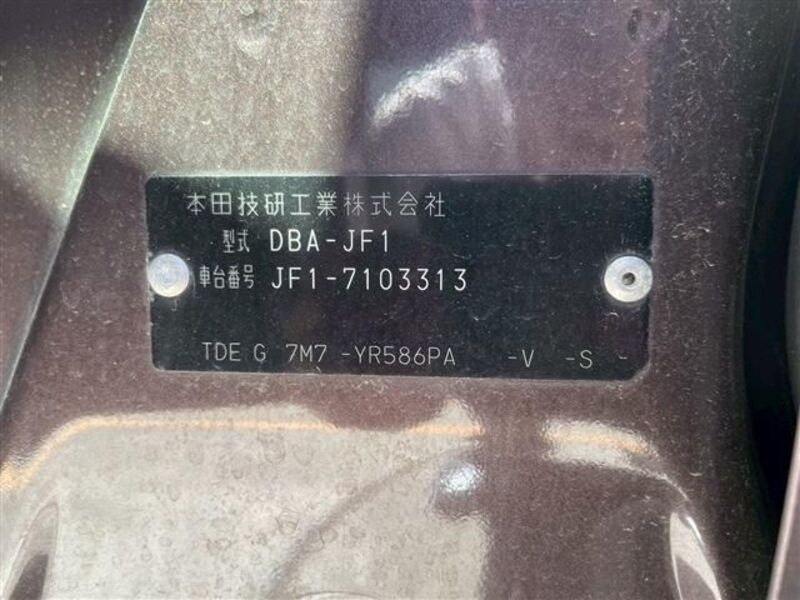 本田技研工業株式会社
型式 DBA-JF1
車台番号 JF1-7103313
TDE G 7M7 -YR586PA -V -S -